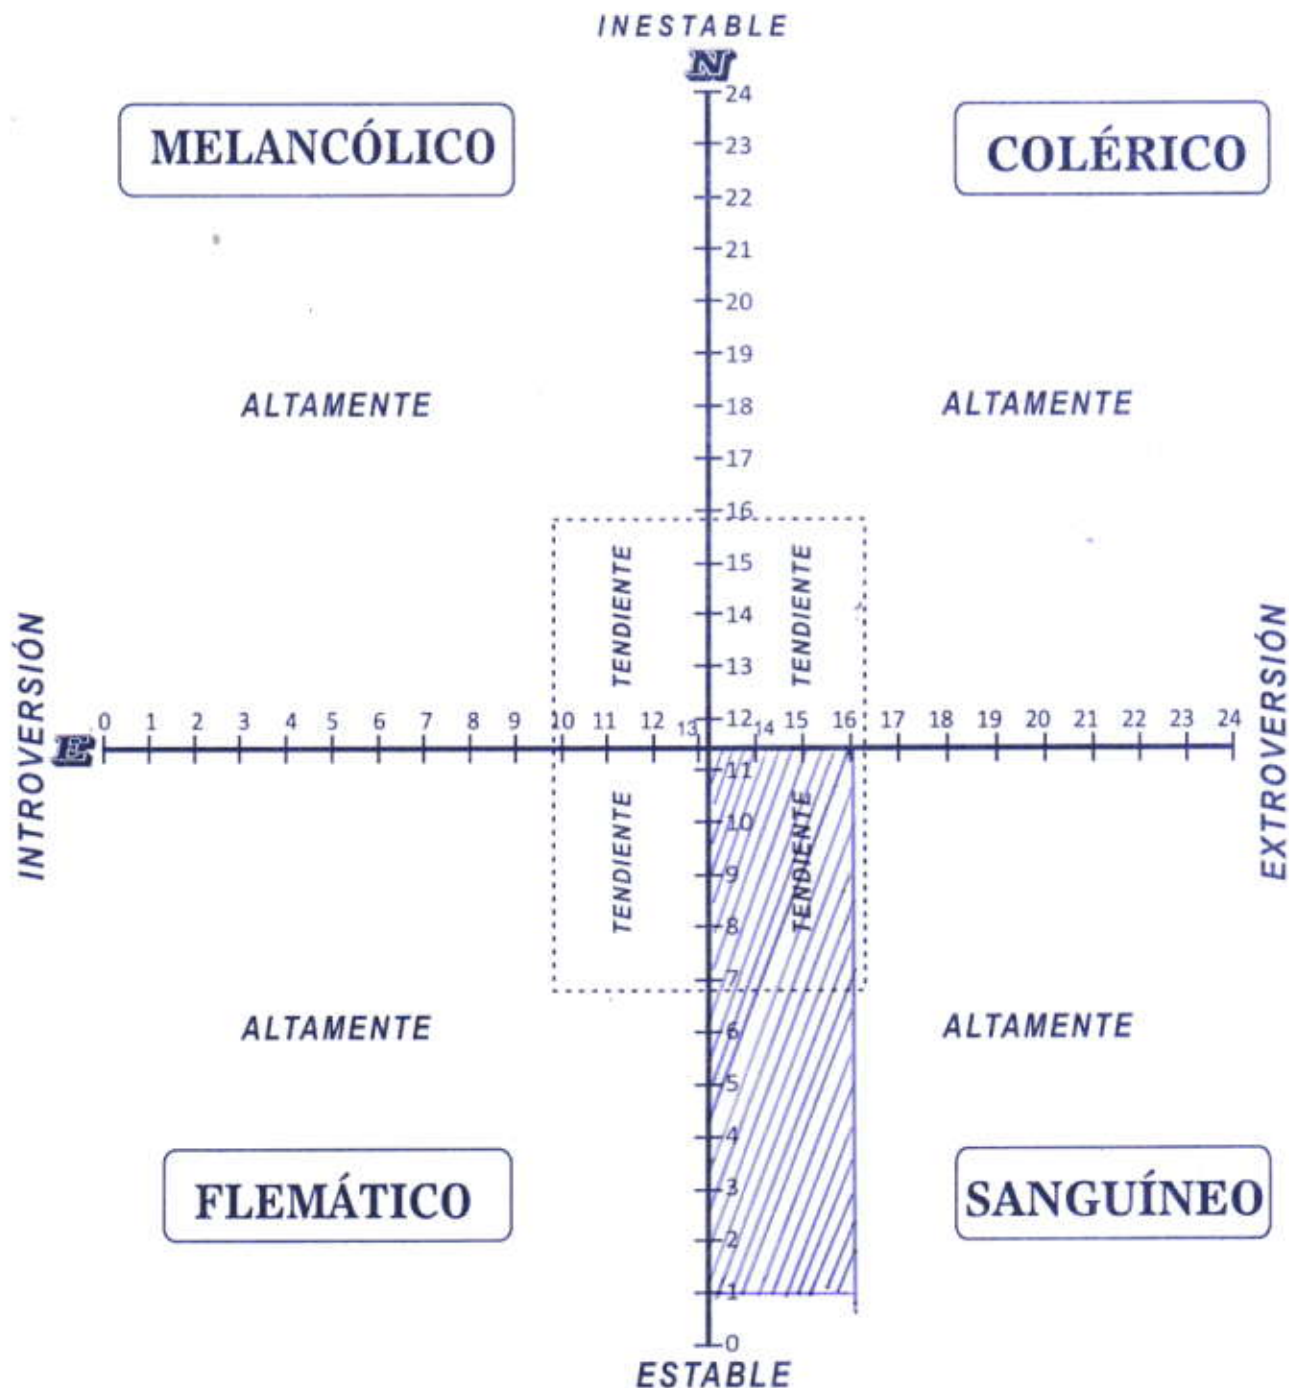 INESTABLE
N
24
MELANCÓLICO
COLÉRICO
23
22
21
20
19
ALTAMENTE
18
ALTAMENTE
17
16
TENDIENTE
15
TENDIENTE
14
13
INTROVERSIÓN
EXTROVERSIÓN
12
0 1 2 3 4 5 6 7 8 9 10 11 12 13 14 15 16 17 18 19 20 21 22 23 24
E
11
TENDIENTE
10
TENDIENTE
9
8
7
ALTAMENTE
6
ALTAMENTE
5
4
3
FLEMÁTICO
SANGUÍNEO
2
1
0
ESTABLE